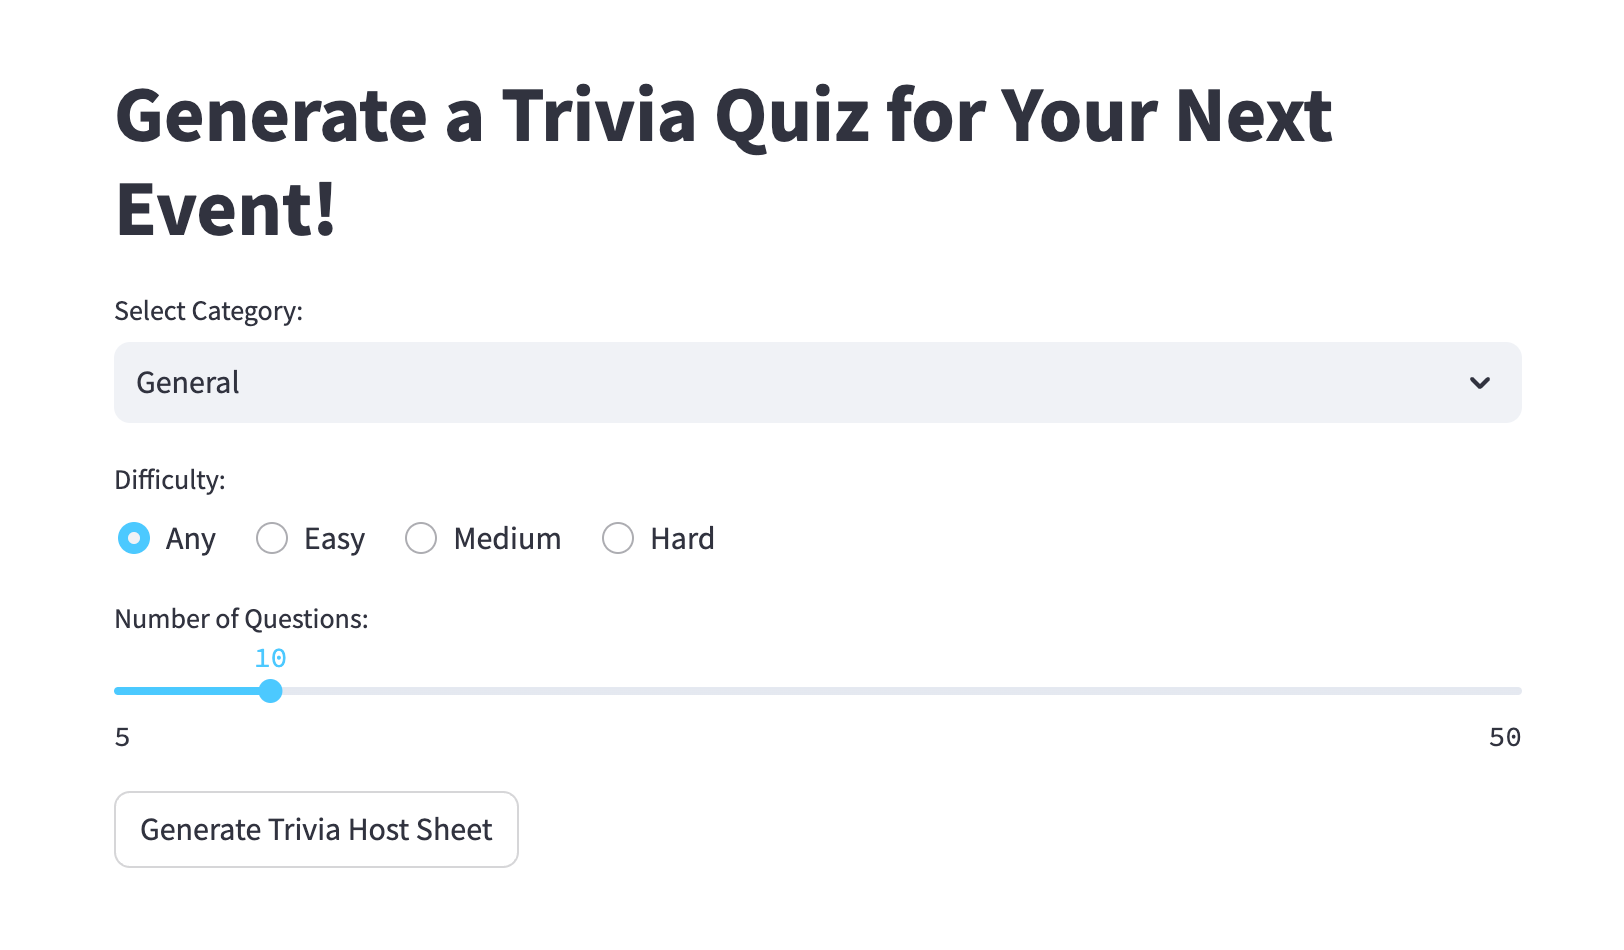 Generate a Trivia Quiz for Your Next
Event!
Select Category:
General
Difficulty:
Any Easy Medium Hard
Number of Questions:
10
5 50
Generate Trivia Host Sheet